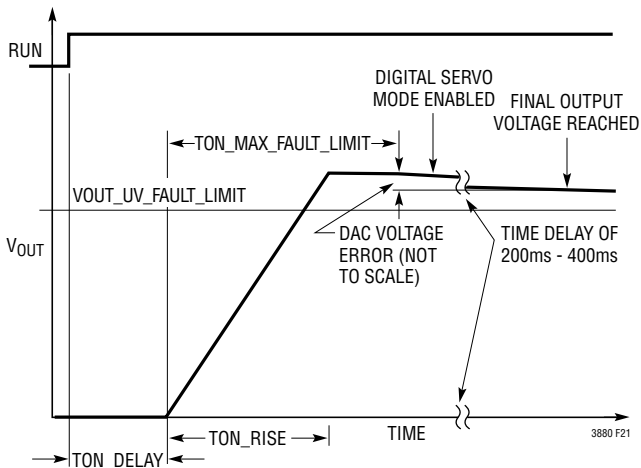 RUN
DIGITAL SERVO
MODE ENABLED
FINAL OUTPUT
VOLTAGE REACHED
TON_MAX_FAULT_LIMIT
VOUT_UV_FAULT_LIMIT
VOUT
DAC VOLTAGE
ERROR (NOT
TO SCALE)
TIME DELAY OF
200ms - 400ms
TON_RISE
TIME
3880 F21
TON_DELAY